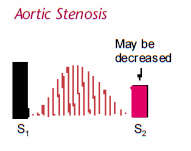 Aortic Stenosis
May be
decreased
S1
S2